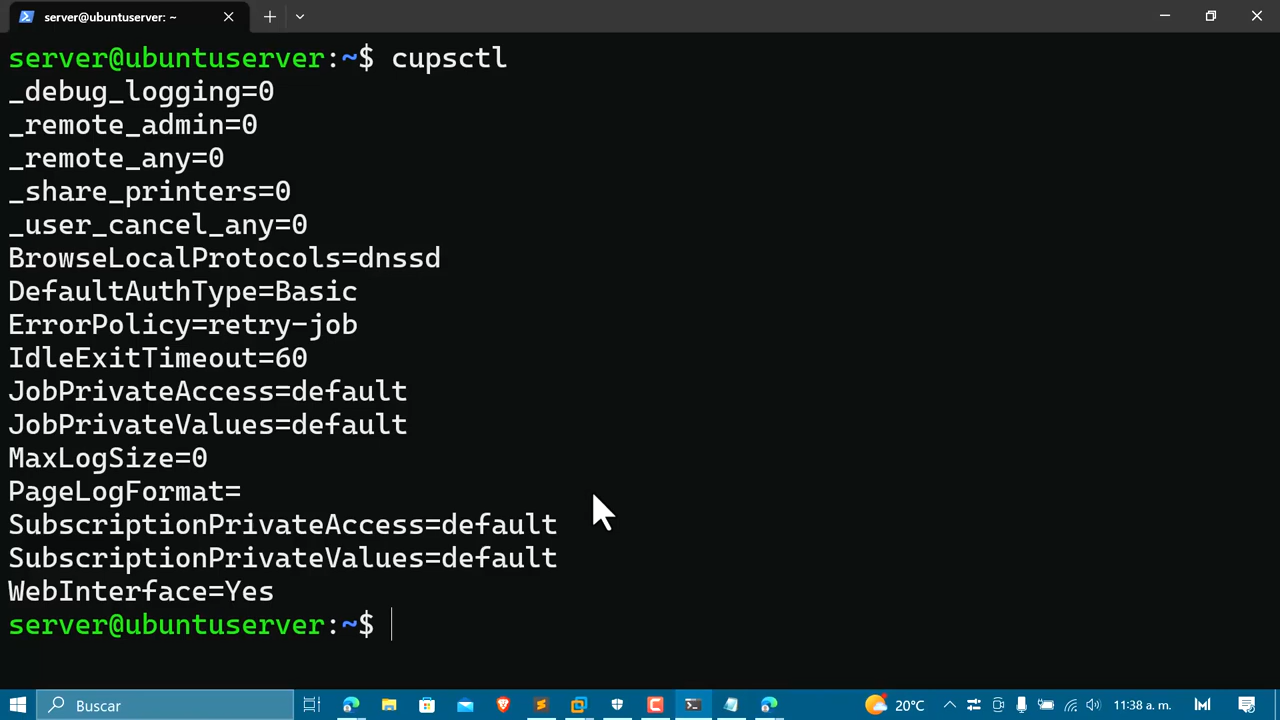 server@ubuntuserver: ~
server@ubuntuserver:~$ cupsctl
_debug_logging=0
_remote_admin=0
_remote_any=0
_share_printers=0
_user_cancel_any=0
BrowseLocalProtocols=dnssd
DefaultAuthType=Basic
ErrorPolicy=retry-job
IdleExitTimeout=60
JobPrivateAccess=default
JobPrivateValues=default
MaxLogSize=0
PageLogFormat=
SubscriptionPrivateAccess=default
SubscriptionPrivateValues=default
WebInterface=Yes
server@ubuntuserver:~$
Buscar 20°C 11:38 a. m.